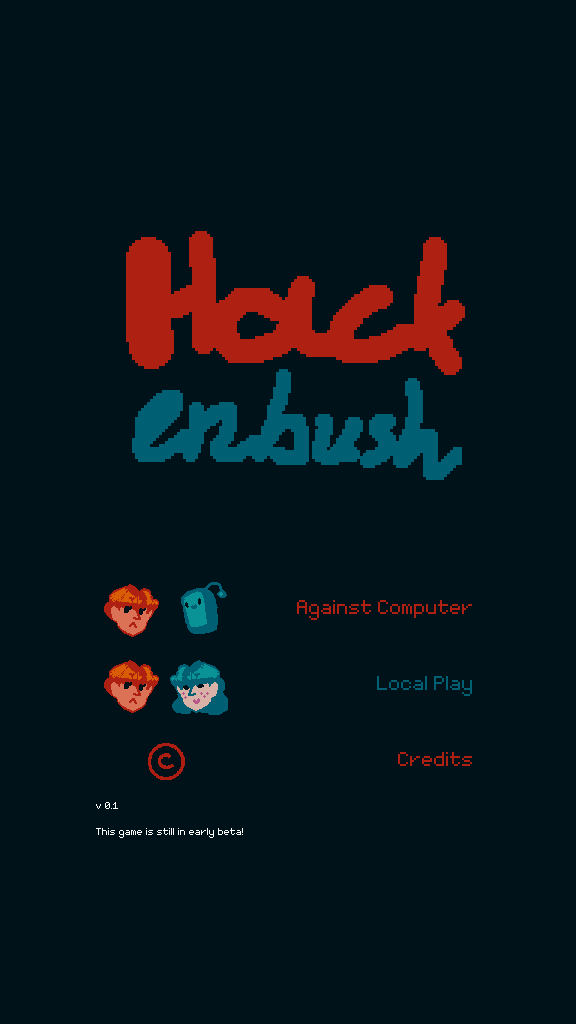 Hack
enbush
Against Computer
Local Play
©
Credits
v 0.1
This game is still in early beta!